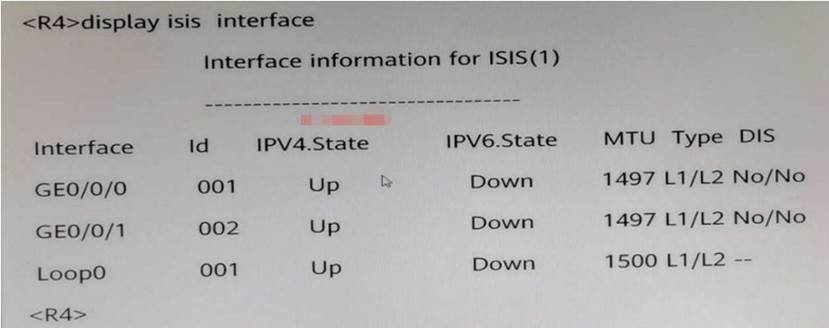 <R4>display isis interface
Interface information for ISIS(1)
---------------------------------
Interface Id IPV4.State IPV6.State MTU Type DIS
GE0/0/0 001 Up Down 1497 L1/L2 No/No
GE0/0/1 002 Up Down 1497 L1/L2 No/No
Loop0 001 Up Down 1500 L1/L2 --
<R4>